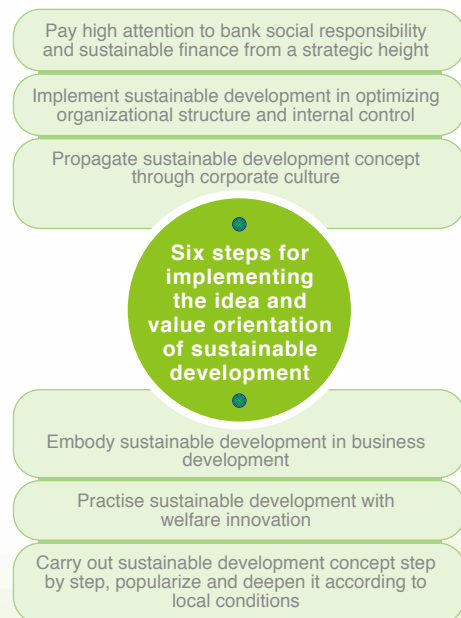 Pay high attention to bank social responsibility
and sustainable finance from a strategic height
Implement sustainable development in optimizing
organizational structure and internal control
Propagate sustainable development concept
through corporate culture
Six steps for
implementing
the idea and
value orientation
of sustainable
development
Embody sustainable development in business
development
Practise sustainable development with
welfare innovation
Carry out sustainable development concept step
by step, popularize and deepen it according to
local conditions